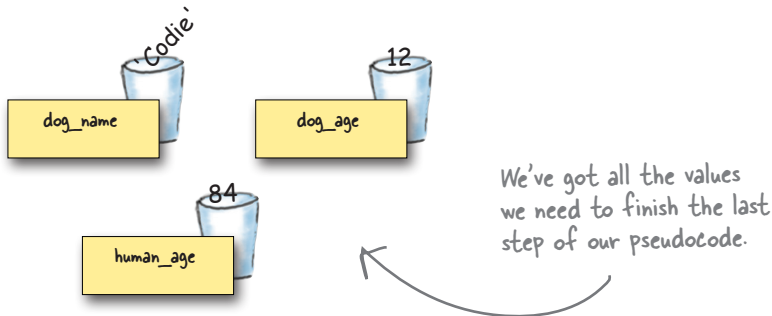 'Codie'
dog_name
12
dog_age
84
human_age
We've got all the values
we need to finish the last
step of our pseudocode.